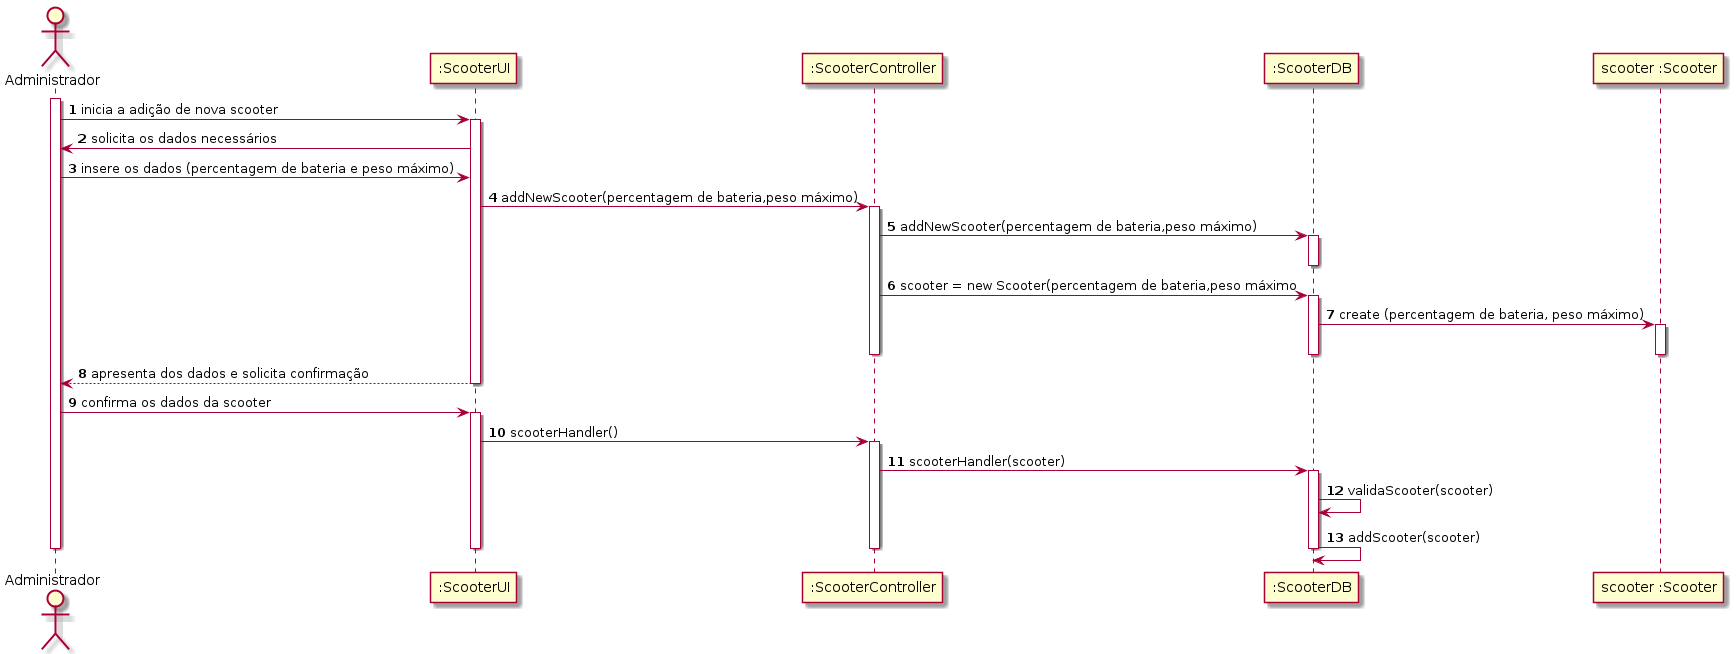 Administrador
:ScooterUI
:ScooterController
:ScooterDB
scooter :Scooter
1 inicia a adição de nova scooter
2 solicita os dados necessários
3 insere os dados (percentagem de bateria e peso máximo)
4 addNewScooter(percentagem de bateria,peso máximo)
5 addNewScooter(percentagem de bateria,peso máximo)
6 scooter = new Scooter(percentagem de bateria,peso máximo
7 create (percentagem de bateria, peso máximo)
8 apresenta dos dados e solicita confirmação
9 confirma os dados da scooter
10 scooterHandler()
11 scooterHandler(scooter)
12 validaScooter(scooter)
13 addScooter(scooter)
Administrador
:ScooterUI
:ScooterController
:ScooterDB
scooter :Scooter